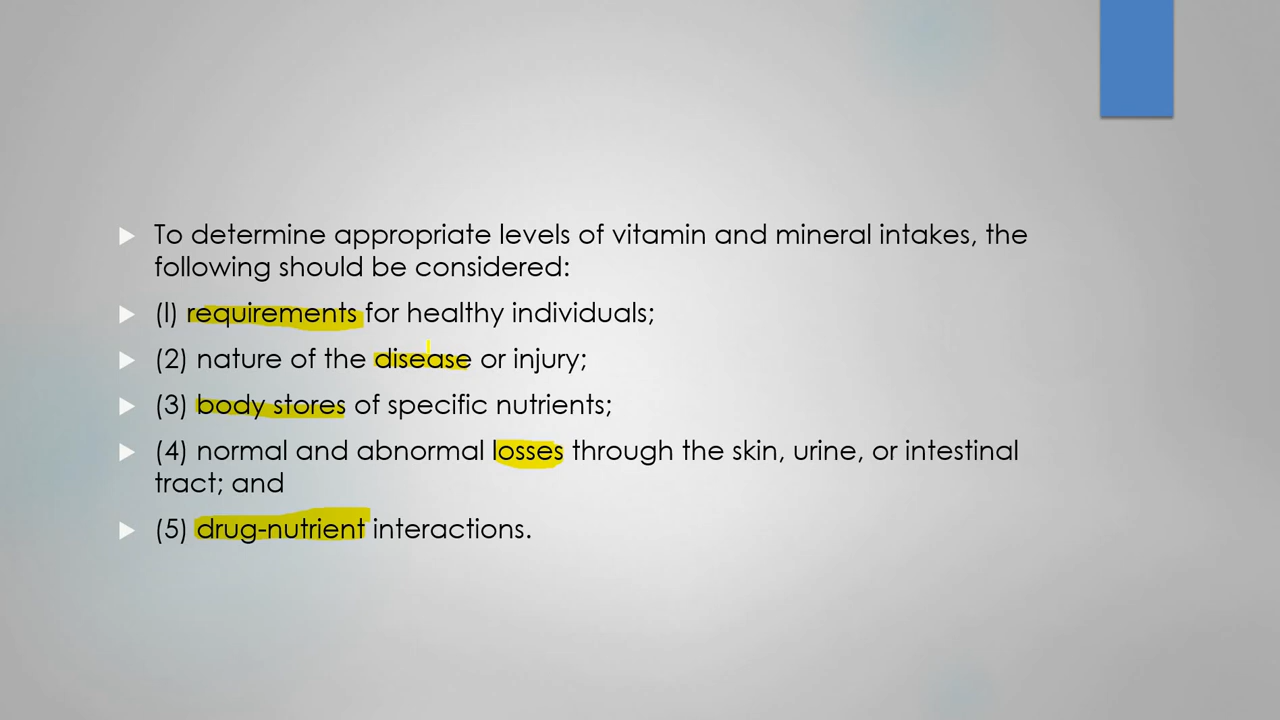 To determine appropriate levels of vitamin and mineral intakes, the
following should be considered:
(l) requirements for healthy individuals;
(2) nature of the disease or injury;
(3) body stores of specific nutrients;
(4) normal and abnormal losses through the skin, urine, or intestinal
tract; and
(5) drug-nutrient interactions.